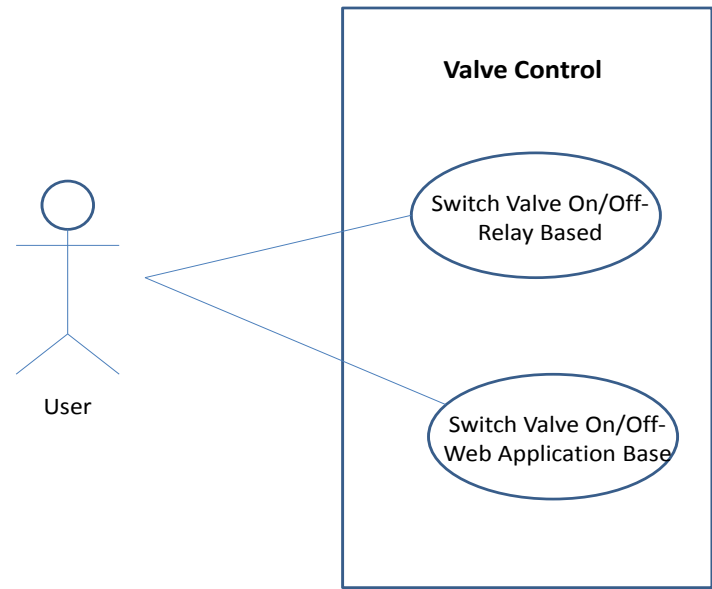 Valve Control
Switch Valve On/Off-
Relay Based
User
Switch Valve On/Off-
Web Application Base